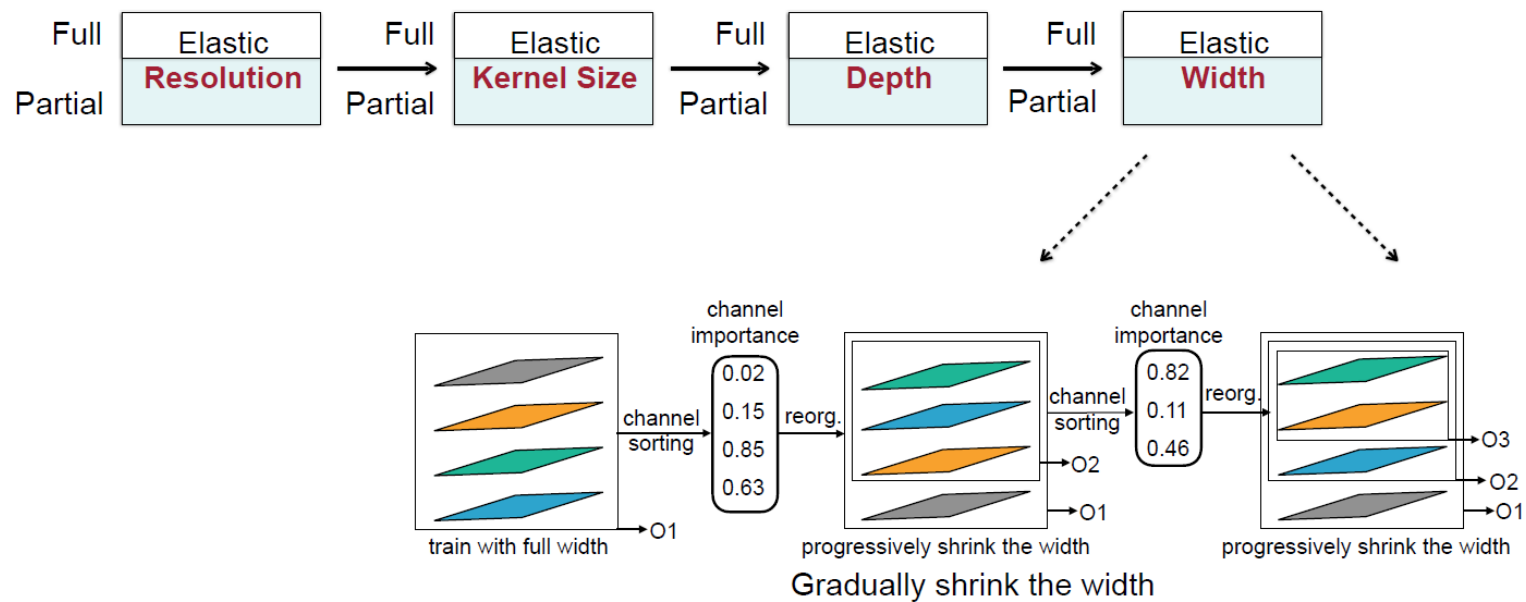 Full
Elastic
Resolution
Partial
Full
Elastic
Kernel Size
Partial
Full
Elastic
Depth
Partial
Full
Elastic
Width
Partial
train with full width
O1
channel
sorting
channel
importance
0.02
0.15
0.85
0.63
reorg.
O2
O1
progressively shrink the width
channel
sorting
channel
importance
0.82
0.11
0.46
reorg.
O3
O2
O1
progressively shrink the width
Gradually shrink the width